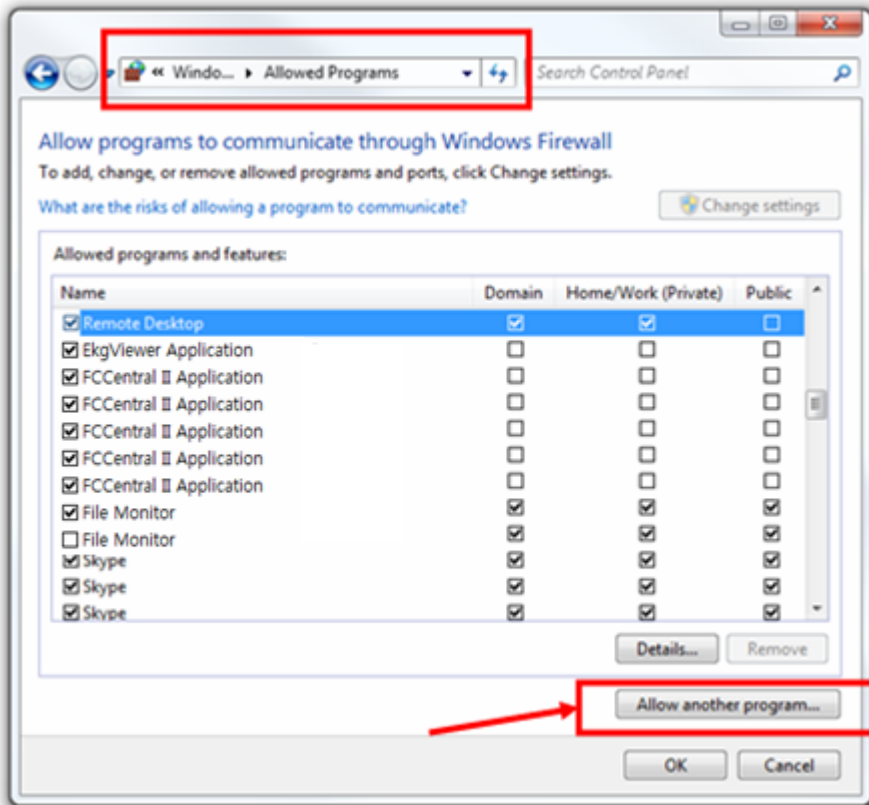 « Windo... ▸ Allowed Programs
Search Control Panel
Allow programs to communicate through Windows Firewall
To add, change, or remove allowed programs and ports, click Change settings.
What are the risks of allowing a program to communicate?
Change settings
Allowed programs and features:
Name Domain Home/Work (Private) Public
Remote Desktop
EkgViewer Application
FCCentral Ⅱ Application
FCCentral Ⅱ Application
FCCentral Ⅱ Application
FCCentral Ⅱ Application
FCCentral Ⅱ Application
File Monitor
File Monitor
Skype
Skype
Skype
Details... Remove
Allow another program...
OK Cancel